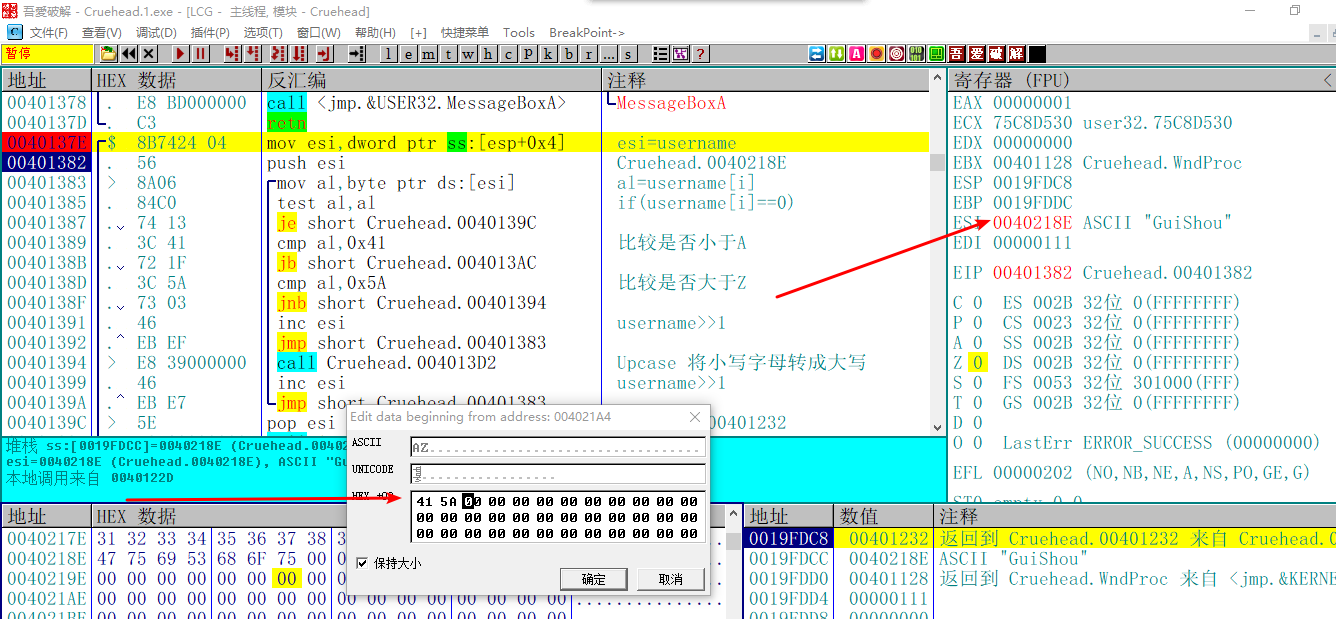 吾爱破解 - Cruehead.1.exe - [LCG - 主线程, 模块 - Cruehead]
C 文件(F) 查看(V) 调试(D) 插件(P) 选项(T) 窗口(W) 帮助(H) [+] 快捷菜单 Tools BreakPoint->
暂停 l e m t w h c p k b r ... s ? 吾 爱 破 解
地址 HEX 数据 反汇编 注释
00401378 . E8 BD000000 call <jmp.&USER32.MessageBoxA> MessageBoxA
0040137D . C3 retn
0040137E $ 8B7424 04 mov esi,dword ptr ss:[esp+0x4] esi=username
00401382 . 56 push esi Cruehead.0040218E
00401383 > 8A06 mov al,byte ptr ds:[esi] al=username[i]
00401385 . 84C0 test al,al if(username[i]==0)
00401387 . 74 13 je short Cruehead.0040139C
00401389 . 3C 41 cmp al,0x41 比较是否小于A
0040138B . 72 1F jb short Cruehead.004013AC
0040138D . 3C 5A cmp al,0x5A 比较是否大于Z
0040138F . 73 03 jnb short Cruehead.00401394
00401391 . 46 inc esi username>>1
00401392 .^ EB EF jmp short Cruehead.00401383
00401394 > E8 39000000 call Cruehead.004013D2 Upcase 将小写字母转成大写
00401399 . 46 inc esi username>>1
0040139A .^ EB E7 jmp short Cruehead.00401383
0040139C > 5E pop esi 00401232
寄存器 (FPU) <
EAX 00000001
ECX 75C8D530 user32.75C8D530
EDX 00000000
EBX 00401128 Cruehead.WndProc
ESP 0019FDC8
EBP 0019FDDC
ESI 0040218E ASCII "GuiShou"
EDI 00000111
EIP 00401382 Cruehead.00401382
C 0 ES 002B 32位 0(FFFFFFFF)
P 0 CS 0023 32位 0(FFFFFFFF)
A 0 SS 002B 32位 0(FFFFFFFF)
Z 0 DS 002B 32位 0(FFFFFFFF)
S 0 FS 0053 32位 301000(FFF)
T 0 GS 002B 32位 0(FFFFFFFF)
D 0
O 0 LastErr ERROR_SUCCESS (00000000)
EFL 00000202 (NO,NB,NE,A,NS,PO,GE,G)
ST0 empty 0.0
堆栈 ss:[0019FDCC]=0040218E (Cruehead.0040
esi=0040218E (Cruehead.0040218E), ASCII "Gu
本地调用来自 0040122D
Edit data beginning from address: 004021A4
ASCII AZ..............................................
UNICODE
HEX
41 5A 00 00 00 00 00 00 00 00 00 00
00 00 00 00 00 00 00 00 00 00 00 00
00 00 00 00 00 00 00 00 00 00 00 00
保持大小
确定 取消
地址 HEX 数据
0040217E 31 32 33 34 35 36 37 38
0040218E 47 75 69 53 68 6F 75 00
0040219E 00 00 00 00 00 00 00 00
004021AE 00 00 00 00 00 00 00 00 00 00 00 00 00 00 00 00
004021BE 00 00 00 00 00 00 00 00 00 00 00 00 00 00 00 00
地址 数值 注释
0019FDC8 00401232 返回到 Cruehead.00401232 来自 Cruehead.0
0019FDCC 0040218E ASCII "GuiShou"
0019FDD0 00401128 返回到 Cruehead.WndProc 来自 <jmp.&KERNE
0019FDD4 00000111
0019FDD8 00000000